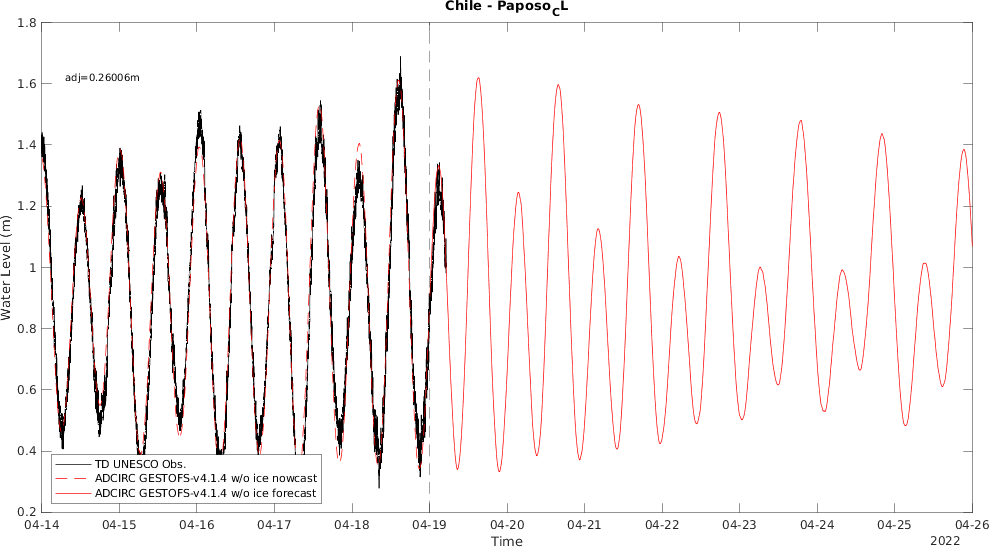 Chile - Paposo_CL
1.8
1.6
1.4
1.2
1
0.8
0.6
0.4
0.2
Water Level (m)
adj=0.26006m
TD UNESCO Obs.
ADCIRC GESTOFS-v4.1.4 w/o ice nowcast
ADCIRC GESTOFS-v4.1.4 w/o ice forecast
04-14 04-15 04-16 04-17 04-18 04-19 04-20 04-21 04-22 04-23 04-24 04-25 04-26
Time
2022